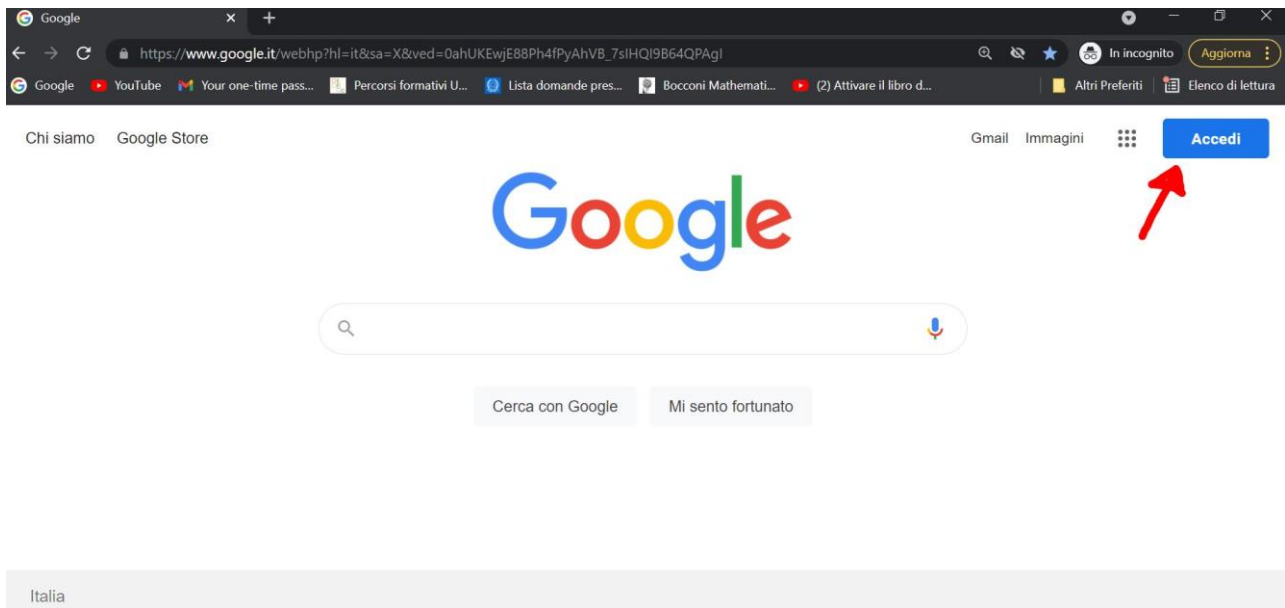 Google
https://www.google.it/webhp?hl=it&sa=X&ved=0ahUKEwjE88Ph4fPyAhVB_7sIHQI9B64QPAgI
In incognito
Aggiorna
Google
YouTube
Your one-time pass...
Percorsi formativi U...
Lista domande pres...
Bocconi Mathemati...
(2) Attivare il libro d...
Altri Preferiti
Elenco di lettura
Chi siamo
Google Store
Gmail
Immagini
Accedi
Google
Cerca con Google
Mi sento fortunato
Italia